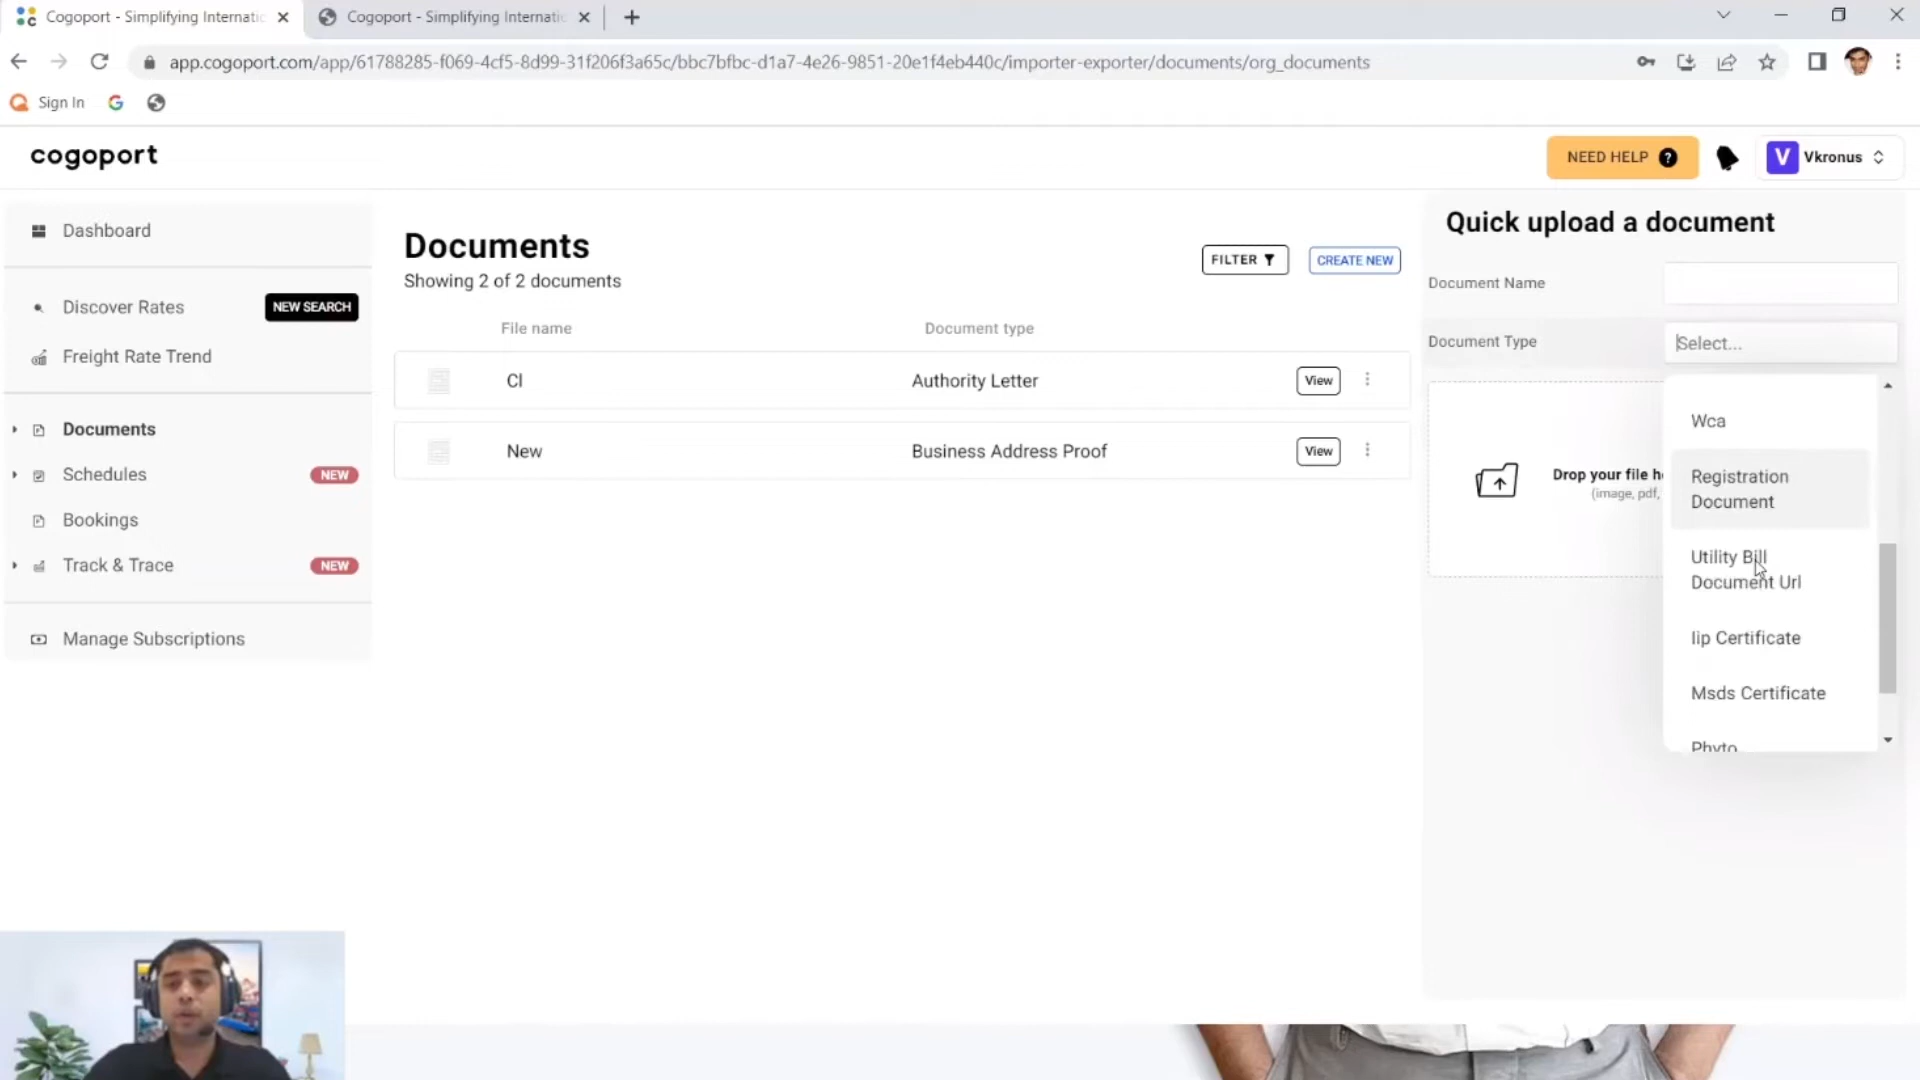 Cogoport - Simplifying Internatic
Cogoport - Simplifying Internatic
app.cogoport.com/app/61788285-f069-4cf5-8d99-31f206f3a65c/bbc7bfbc-d1a7-4e26-9851-20e1f4eb440c/importer-exporter/documents/org_documents
Sign In
cogoport
NEED HELP ?
V Vkronus
Dashboard
Discover Rates
NEW SEARCH
Freight Rate Trend
Documents
Schedules
NEW
Bookings
Track & Trace
NEW
Manage Subscriptions
Documents
Showing 2 of 2 documents
FILTER
CREATE NEW
File name
Document type
CI
Authority Letter
View
New
Business Address Proof
View
Quick upload a document
Document Name
Document Type
Select...
Drop your file he
(image, pdf,
Wca
Registration
Document
Utility Bill
Document Url
Iip Certificate
Msds Certificate
Phyto